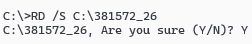 C:\>RD /S C:\381572_26
C:\381572_26, Are you sure (Y/N)? Y